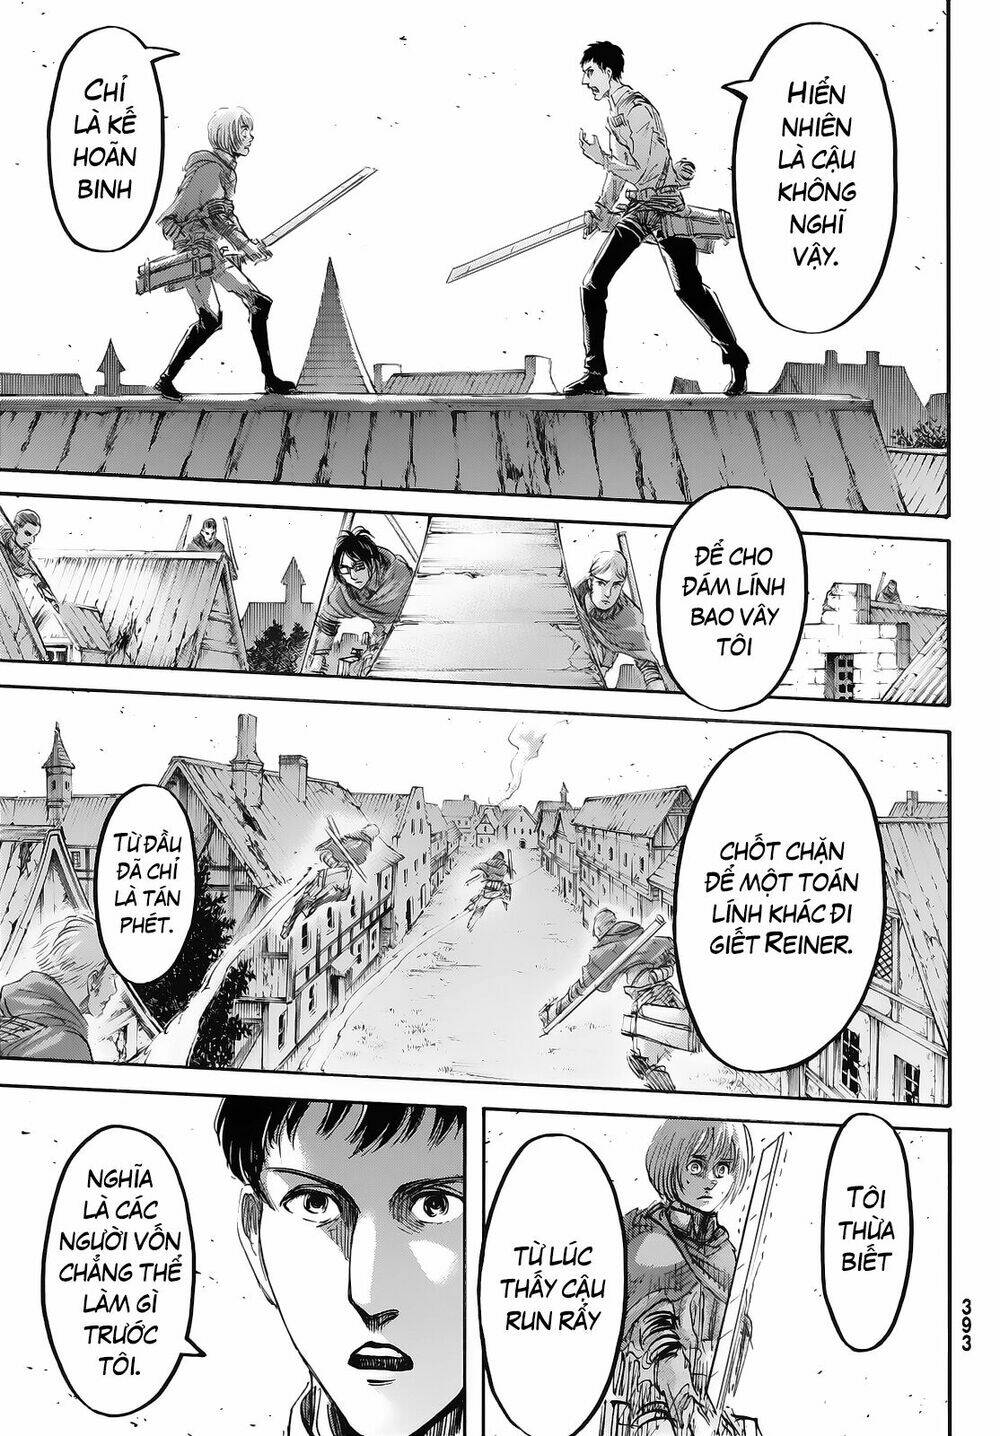 HIỂN
NHIÊN
LÀ CẬU
KHÔNG
NGHĨ
VẬY.
CHỈ
LÀ KẾ
HOÃN
BINH
ĐỂ CHO
ĐÁM LÍNH
BAO VÂY
TÔI
CHỐT CHẶN
ĐỂ MỘT TOÁN
LÍNH KHÁC ĐI
GIẾT REINER.
TỪ ĐẦU
ĐÃ CHỈ
LÀ TÁN
PHÉT.
TÔI
THỪA
BIẾT
TỪ LÚC
THẤY CẬU
RUN RẨY
NGHĨA
LÀ CÁC
NGƯỜI VỐN
CHẲNG THỂ
LÀM GÌ
TRƯỚC
TÔI.
393